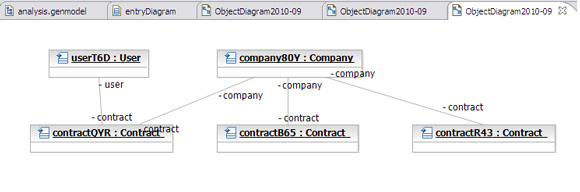 analysis.genmodel
entryDiagram
ObjectDiagram2010-09
ObjectDiagram2010-09
ObjectDiagram2010-09
userT6D : User
company80Y : Company
- user
- company
- company
- company
- contract
- contract
- contract
contractQYR : Contract
contract
contractB65 : Contract
contractR43 : Contract